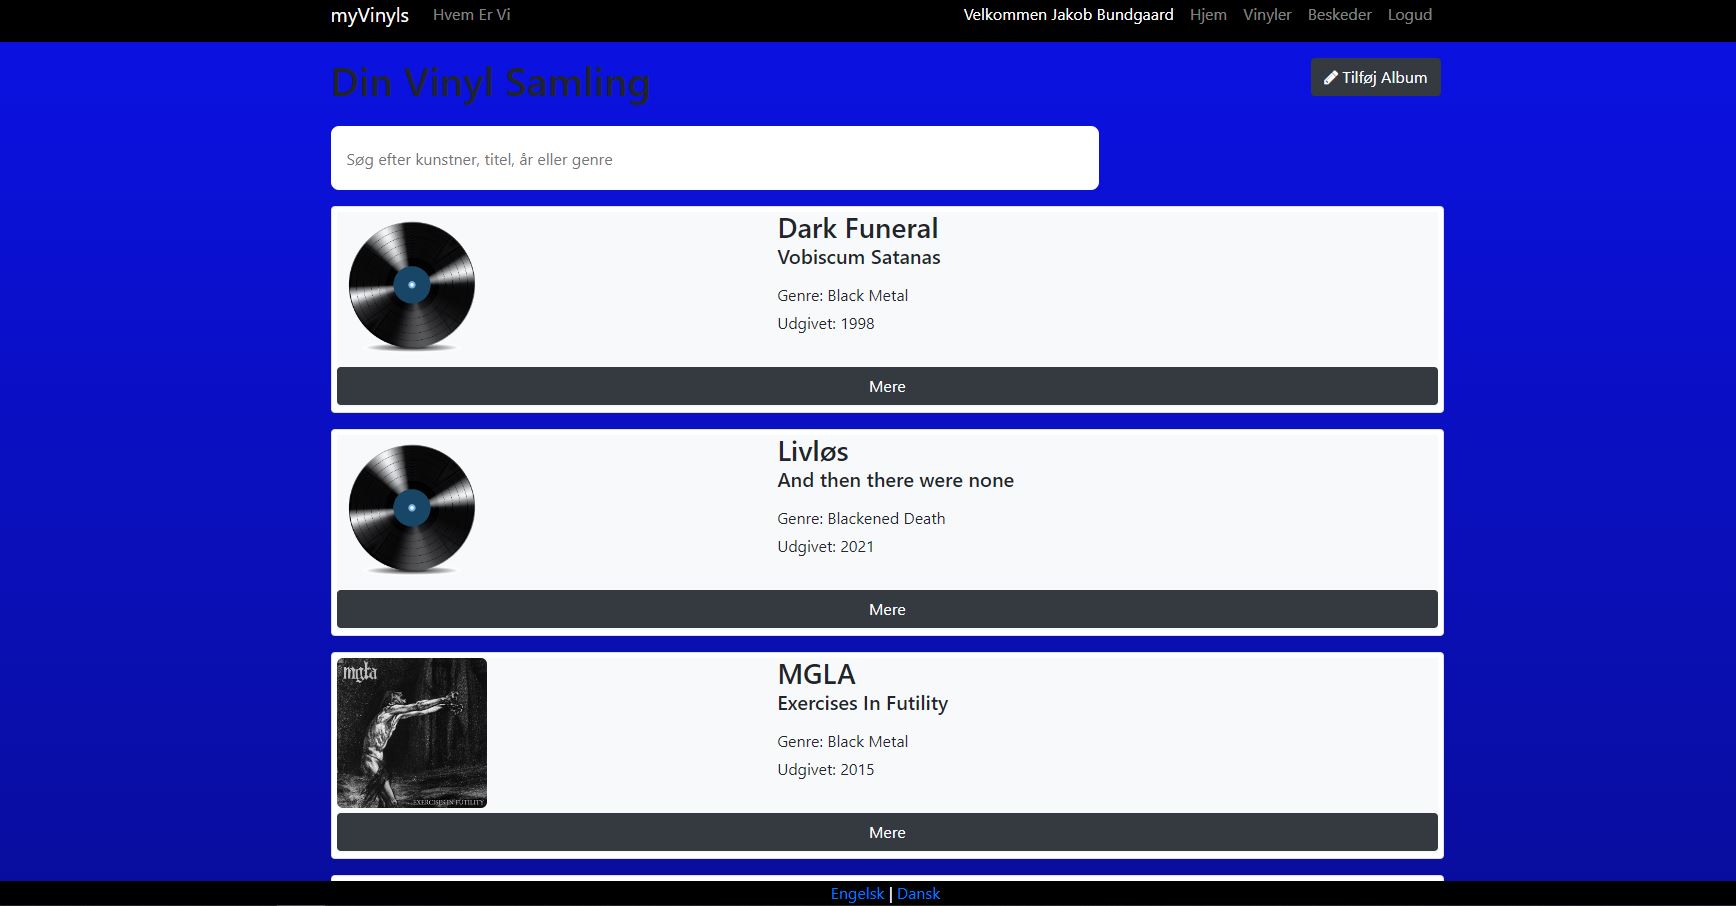 myVinyls Hvem Er Vi Velkommen Jakob Bundgaard Hjem Vinyler Beskeder Logud
Din Vinyl Samling
Tilføj Album
Søg efter kunstner, titel, år eller genre
Dark Funeral
Vobiscum Satanas
Genre: Black Metal
Udgivet: 1998
Mere
Livløs
And then there were none
Genre: Blackened Death
Udgivet: 2021
Mere
mgła
EXERCISES IN FUTILITY
MGLA
Exercises In Futility
Genre: Black Metal
Udgivet: 2015
Mere
Engelsk | Dansk